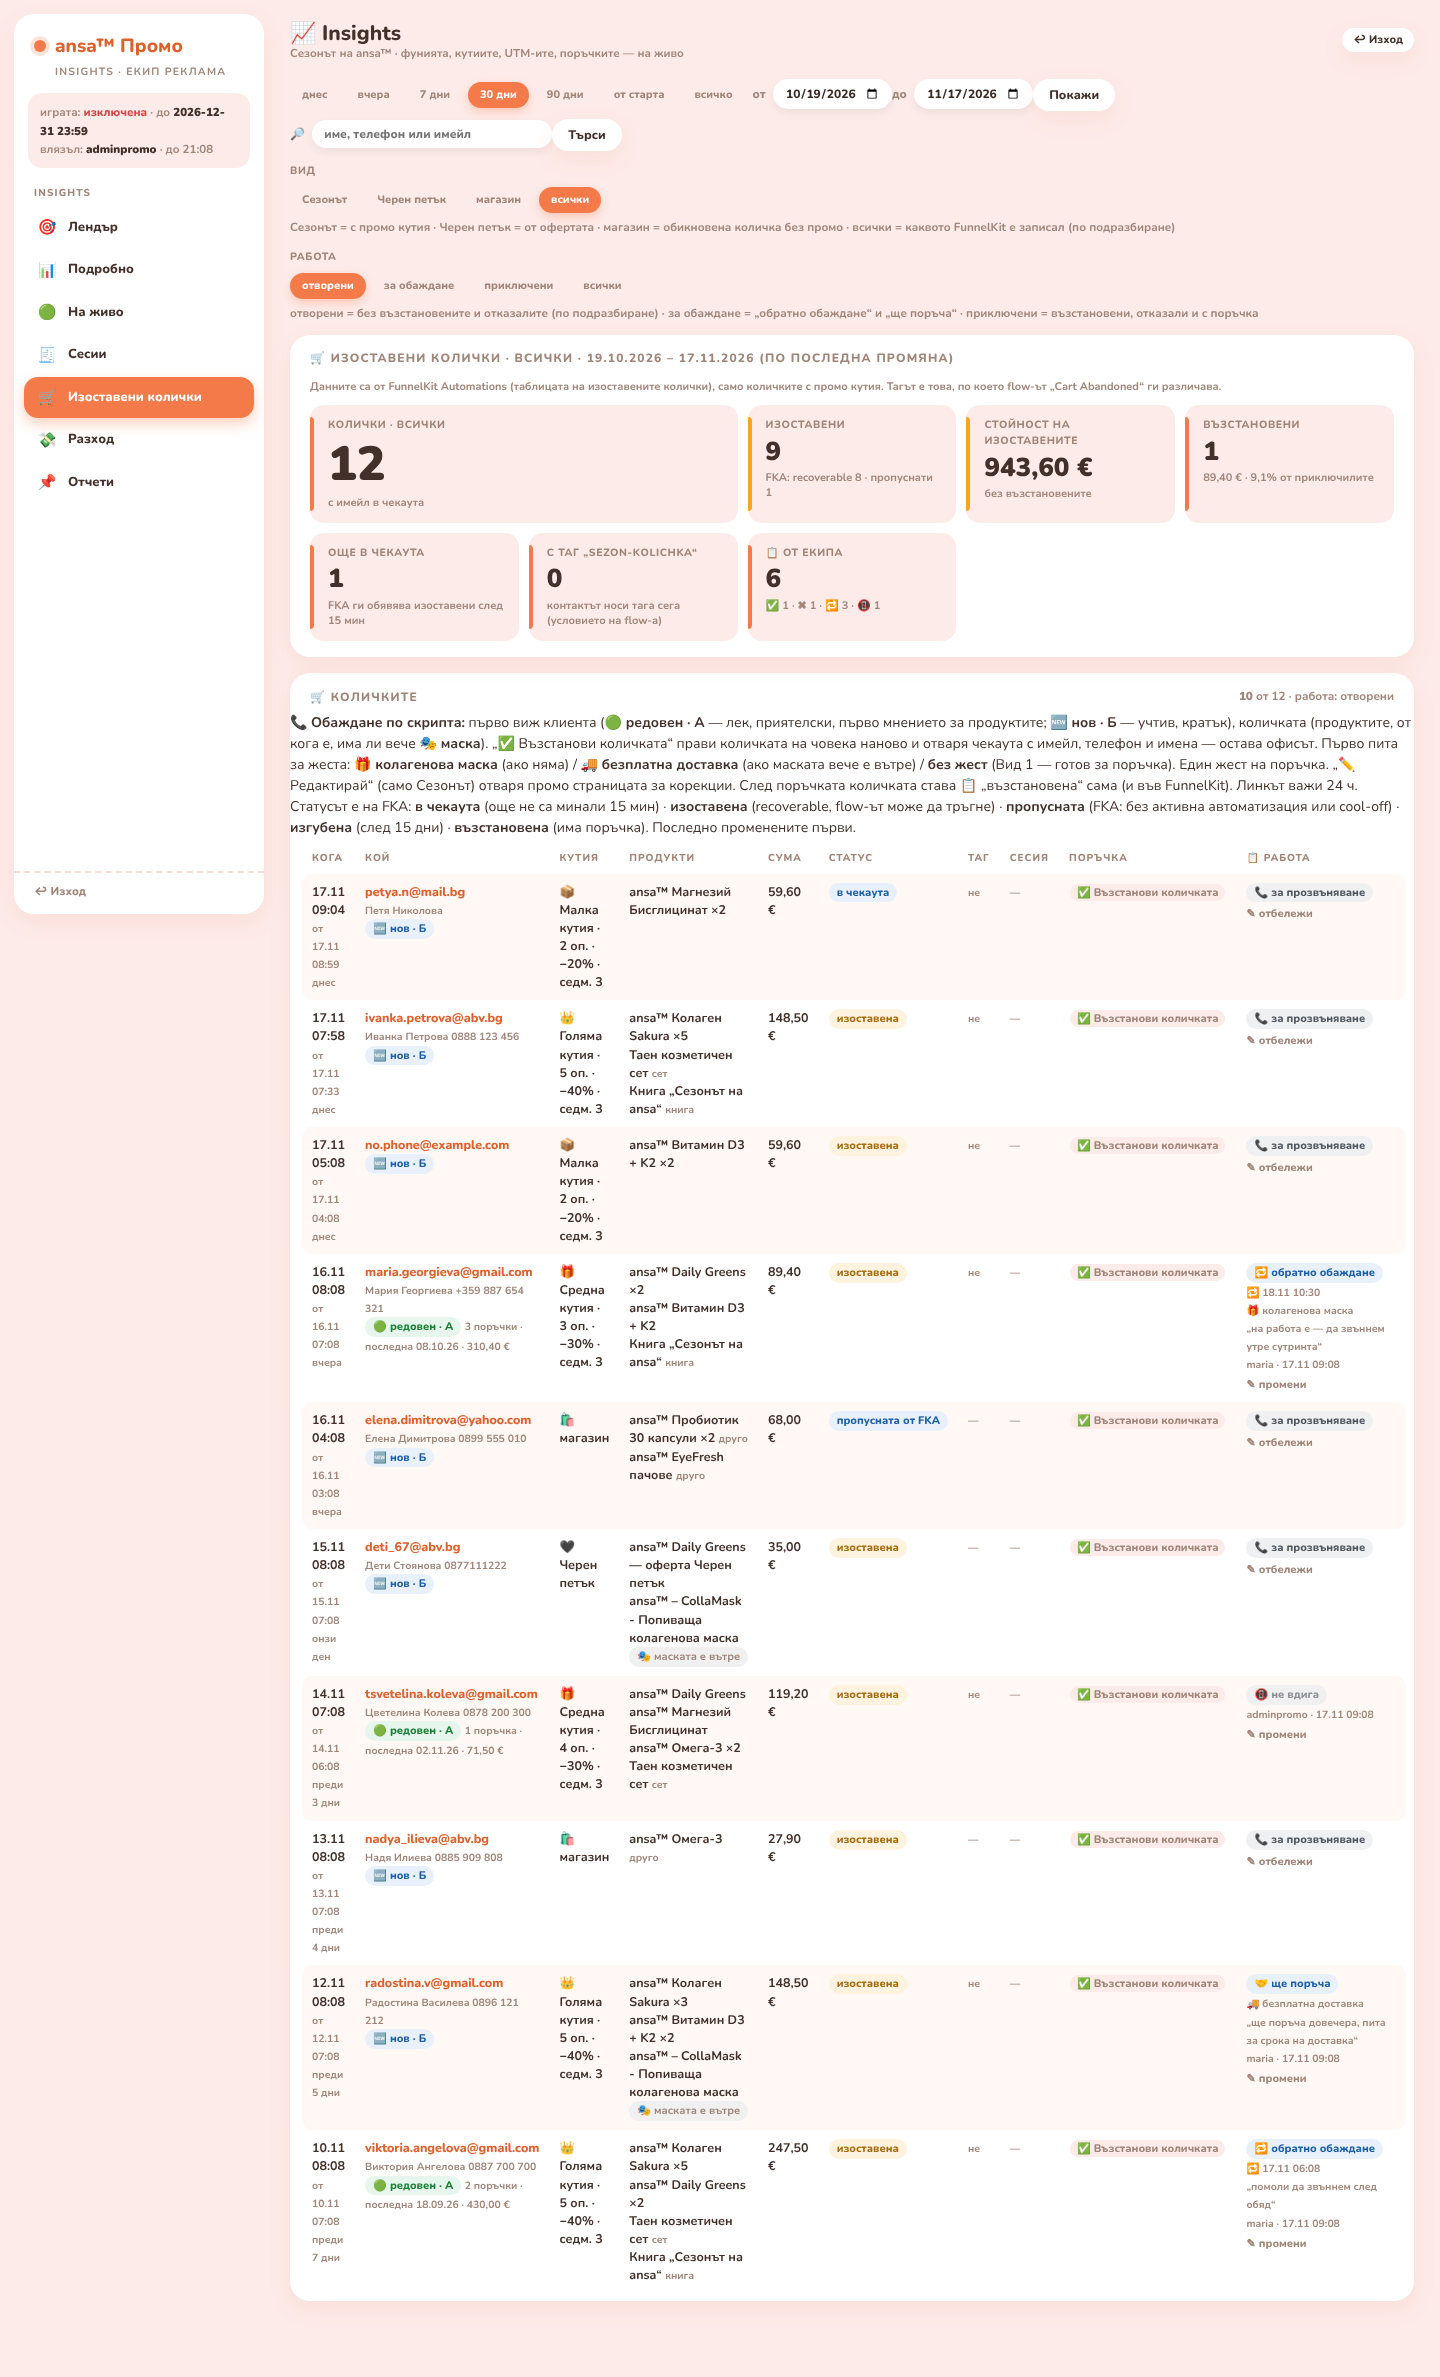 ansa™ Промо
INSIGHTS · ЕКИП РЕКЛАМА
играта: изключена · до 2026-12-
31 23:59
влязъл: adminpromo · до 21:08
INSIGHTS
🎯 Лендър
📊 Подробно
🟢 На живо
🧾 Сесии
🛒 Изоставени колички
💸 Разход
📌 Отчети
↩ Изход
📈 Insights
Сезонът на ansa™ · фунията, кутиите, UTM-ите, поръчките — на живо
↩ Изход
днес вчера 7 дни 30 дни 90 дни от старта всичко от 10/19/2026 до 11/17/2026 Покажи
🔎 име, телефон или имейл Търси
ВИД
Сезонът Черен петък магазин всички
Сезонът = с промо кутия · Черен петък = от офертата · магазин = обикновена количка без промо · всички = каквото FunnelKit е записал (по подразбиране)
РАБОТА
отворени за обаждане приключени всички
отворени = без възстановените и отказалите (по подразбиране) · за обаждане = „обратно обаждане“ и „ще поръча“ · приключени = възстановени, отказали и с поръчка
🛒 ИЗОСТАВЕНИ КОЛИЧКИ · ВСИЧКИ · 19.10.2026 – 17.11.2026 (ПО ПОСЛЕДНА ПРОМЯНА)
Данните са от FunnelKit Automations (таблицата на изоставените колички), само количките с промо кутия. Тагът е това, по което flow-ът „Cart Abandoned“ ги различава.
КОЛИЧКИ · ВСИЧКИ
12
с имейл в чекаута
ИЗОСТАВЕНИ
9
FKA: recoverable 8 · пропуснати
1
СТОЙНОСТ НА
ИЗОСТАВЕНИТЕ
943,60 €
без възстановените
ВЪЗСТАНОВЕНИ
1
89,40 € · 9,1% от приключилите
ОЩЕ В ЧЕКАУТА
1
FKA ги обявява изоставени след
15 мин
С ТАГ „SEZON-KOLICHKA“
0
контактът носи тага сега
(условието на flow-а)
📋 ОТ ЕКИПА
6
✅ 1 · ✖ 1 · 🔁 3 · 📵 1
🛒 КОЛИЧКИТЕ
10 от 12 · работа: отворени
📞 Обаждане по скрипта: първо виж клиента (🟢 редовен · А — лек, приятелски, първо мнението за продуктите; 🆕 нов · Б — учтив, кратък), количката (продуктите, от
кога е, има ли вече 🎭 маска). „✅ Възстанови количката“ прави количката на човека наново и отваря чекаута с имейл, телефон и имена — остава офисът. Първо пита
за жеста: 🎁 колагенова маска (ако няма) / 🚚 безплатна доставка (ако маската вече е вътре) / без жест (Вид 1 — готов за поръчка). Един жест на поръчка. „✏️
Редактирай“ (само Сезонът) отваря промо страницата за корекции. След поръчката количката става 📋 „възстановена“ сама (и във FunnelKit). Линкът важи 24 ч.
Статусът е на FKA: в чекаута (още не са минали 15 мин) · изоставена (recoverable, flow-ът може да тръгне) · пропусната (FKA: без активна автоматизация или cool-off) ·
изгубена (след 15 дни) · възстановена (има поръчка). Последно променените първи.
КОГА КОЙ КУТИЯ ПРОДУКТИ СУМА СТАТУС ТАГ СЕСИЯ ПОРЪЧКА 📋 РАБОТА
17.11
09:04
от
17.11
08:59
днес
petya.n@mail.bg
Петя Николова
🆕 нов · Б
📦
Малка
кутия ·
2 оп. ·
−20% ·
седм. 3
ansa™ Магнезий
Бисглицинат ×2
59,60
€
в чекаута
не
—
✅ Възстанови количката
📞 за прозвъняване
✎ отбележи
17.11
07:58
от
17.11
07:33
днес
ivanka.petrova@abv.bg
Иванка Петрова 0888 123 456
🆕 нов · Б
👑
Голяма
кутия ·
5 оп. ·
−40% ·
седм. 3
ansa™ Колаген
Sakura ×5
Таен козметичен
сет сет
Книга „Сезонът на
ansa“ книга
148,50
€
изоставена
не
—
✅ Възстанови количката
📞 за прозвъняване
✎ отбележи
17.11
05:08
от
17.11
04:08
днес
no.phone@example.com
🆕 нов · Б
📦
Малка
кутия ·
2 оп. ·
−20% ·
седм. 3
ansa™ Витамин D3
+ K2 ×2
59,60
€
изоставена
не
—
✅ Възстанови количката
📞 за прозвъняване
✎ отбележи
16.11
08:08
от
16.11
07:08
вчера
maria.georgieva@gmail.com
Мария Георгиева +359 887 654
321
🟢 редовен · А 3 поръчки ·
последна 08.10.26 · 310,40 €
🎁
Средна
кутия ·
3 оп. ·
−30% ·
седм. 3
ansa™ Daily Greens
×2
ansa™ Витамин D3
+ K2
Книга „Сезонът на
ansa“ книга
89,40
€
изоставена
не
—
✅ Възстанови количката
🔁 обратно обаждане
🔁 18.11 10:30
🎁 колагенова маска
„на работа е — да звъннем
утре сутринта“
maria · 17.11 09:08
✎ промени
16.11
04:08
от
16.11
03:08
вчера
elena.dimitrova@yahoo.com
Елена Димитрова 0899 555 010
🆕 нов · Б
🛍️
магазин
ansa™ Пробиотик
30 капсули ×2 друго
ansa™ EyeFresh
пачове друго
68,00
€
пропусната от FKA
—
—
✅ Възстанови количката
📞 за прозвъняване
✎ отбележи
15.11
08:08
от
15.11
07:08
онзи
ден
deti_67@abv.bg
Дети Стоянова 0877111222
🆕 нов · Б
🖤
Черен
петък
ansa™ Daily Greens
— оферта Черен
петък
ansa™ – CollaMask
- Попиваща
колагенова маска
🎭 маската е вътре
35,00
€
изоставена
—
—
✅ Възстанови количката
📞 за прозвъняване
✎ отбележи
14.11
07:08
от
14.11
06:08
преди
3 дни
tsvetelina.koleva@gmail.com
Цветелина Колева 0878 200 300
🟢 редовен · А 1 поръчка ·
последна 02.11.26 · 71,50 €
🎁
Средна
кутия ·
4 оп. ·
−30% ·
седм. 3
ansa™ Daily Greens
ansa™ Магнезий
Бисглицинат
ansa™ Омега-3 ×2
Таен козметичен
сет сет
119,20
€
изоставена
не
—
✅ Възстанови количката
📵 не вдига
adminpromo · 17.11 09:08
✎ промени
13.11
08:08
от
13.11
07:08
преди
4 дни
nadya_ilieva@abv.bg
Надя Илиева 0885 909 808
🆕 нов · Б
🛍️
магазин
ansa™ Омега-3
друго
27,90
€
изоставена
—
—
✅ Възстанови количката
📞 за прозвъняване
✎ отбележи
12.11
08:08
от
12.11
07:08
преди
5 дни
radostina.v@gmail.com
Радостина Василева 0896 121
212
🆕 нов · Б
👑
Голяма
кутия ·
5 оп. ·
−40% ·
седм. 3
ansa™ Колаген
Sakura ×3
ansa™ Витамин D3
+ K2 ×2
ansa™ – CollaMask
- Попиваща
колагенова маска
🎭 маската е вътре
148,50
€
изоставена
не
—
✅ Възстанови количката
🤝 ще поръча
🚚 безплатна доставка
„ще поръча довечера, пита
за срока на доставка“
maria · 17.11 09:08
✎ промени
10.11
08:08
от
10.11
07:08
преди
7 дни
viktoria.angelova@gmail.com
Виктория Ангелова 0887 700 700
🟢 редовен · А 2 поръчки ·
последна 18.09.26 · 430,00 €
👑
Голяма
кутия ·
5 оп. ·
−40% ·
седм. 3
ansa™ Колаген
Sakura ×5
ansa™ Daily Greens
×2
Таен козметичен
сет сет
Книга „Сезонът на
ansa“ книга
247,50
€
изоставена
не
—
✅ Възстанови количката
🔁 обратно обаждане
🔁 17.11 06:08
„помоли да звъннем след
обяд“
maria · 17.11 09:08
✎ промени